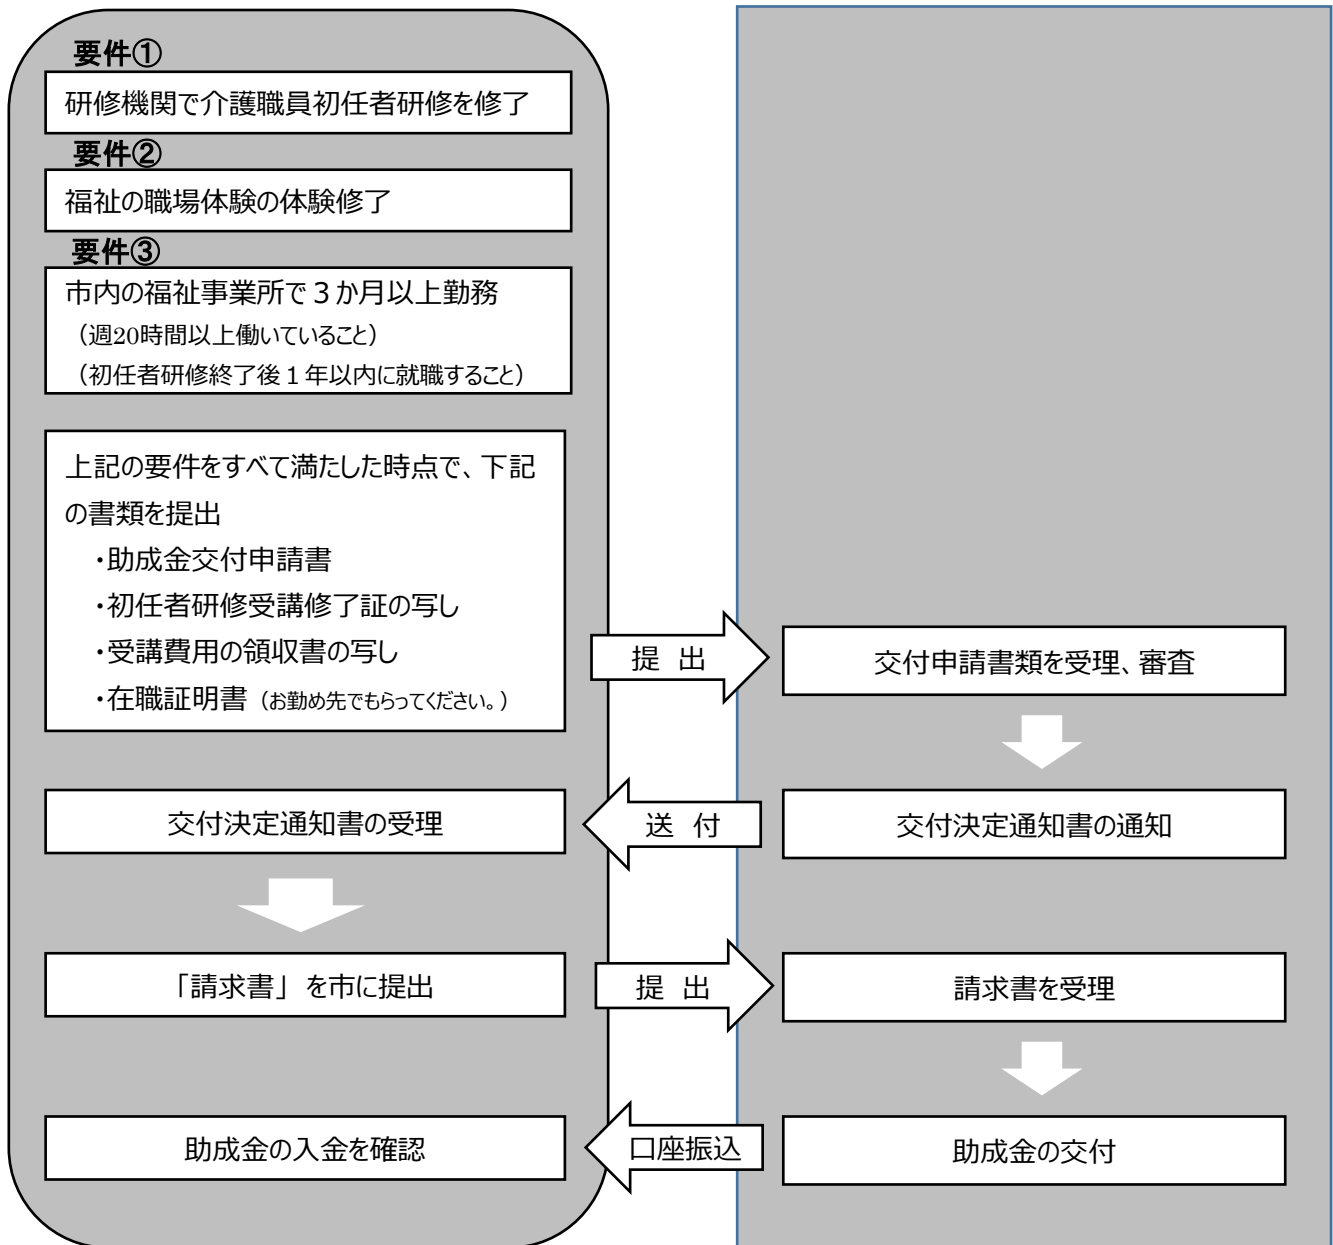 要件①
研修機関で介護職員初任者研修を修了
要件②
福祉の職場体験の体験修了
要件③
市内の福祉事業所で３か月以上勤務
（週20時間以上働いていること）
（初任者研修終了後１年以内に就職すること）
上記の要件をすべて満たした時点で、下記
の書類を提出
・助成金交付申請書
・初任者研修受講修了証の写し
・受講費用の領収書の写し
・在職証明書（お勤め先でもらってください。）
提 出
交付申請書類を受理、審査
交付決定通知書の受理
送 付
交付決定通知書の通知
「請求書」を市に提出
提 出
請求書を受理
助成金の入金を確認
口座振込
助成金の交付